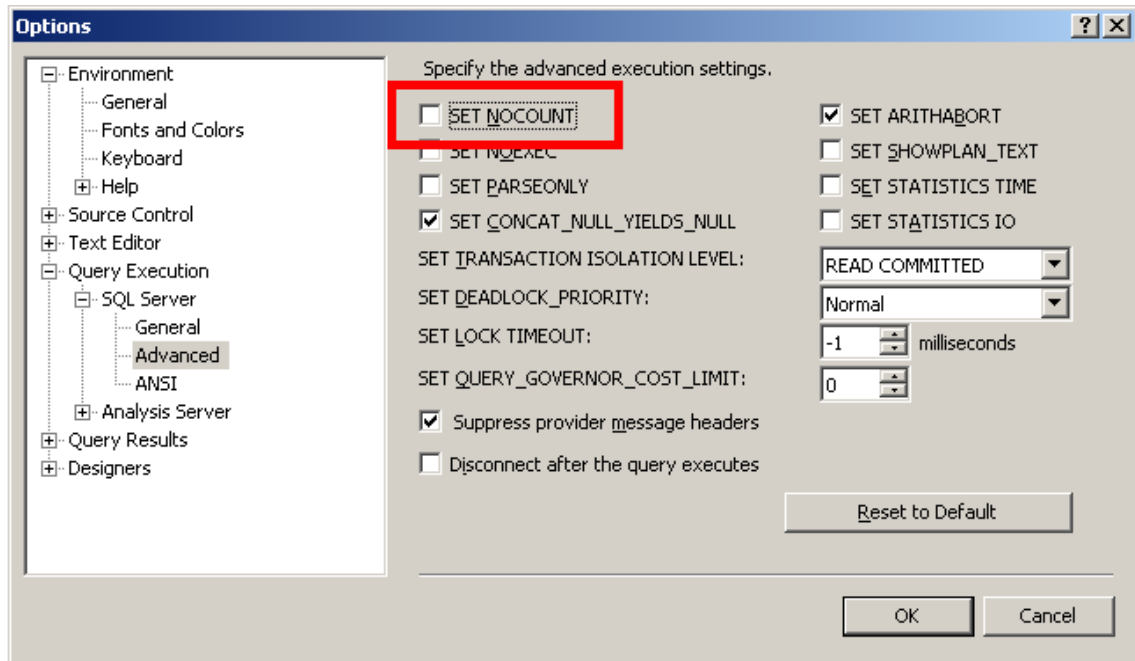 Options
Environment
General
Fonts and Colors
Keyboard
Help
Source Control
Text Editor
Query Execution
SQL Server
General
Advanced
ANSI
Analysis Server
Query Results
Designers
Specify the advanced execution settings.
SET NOCOUNT
SET NOEXEC
SET PARSEONLY
SET CONCAT_NULL_YIELDS_NULL
SET ARITHABORT
SET SHOWPLAN_TEXT
SET STATISTICS TIME
SET STATISTICS IO
SET TRANSACTION ISOLATION LEVEL: READ COMMITTED
SET DEADLOCK_PRIORITY: Normal
SET LOCK TIMEOUT: -1 milliseconds
SET QUERY_GOVERNOR_COST_LIMIT: 0
Suppress provider message headers
Disconnect after the query executes
Reset to Default
OK Cancel